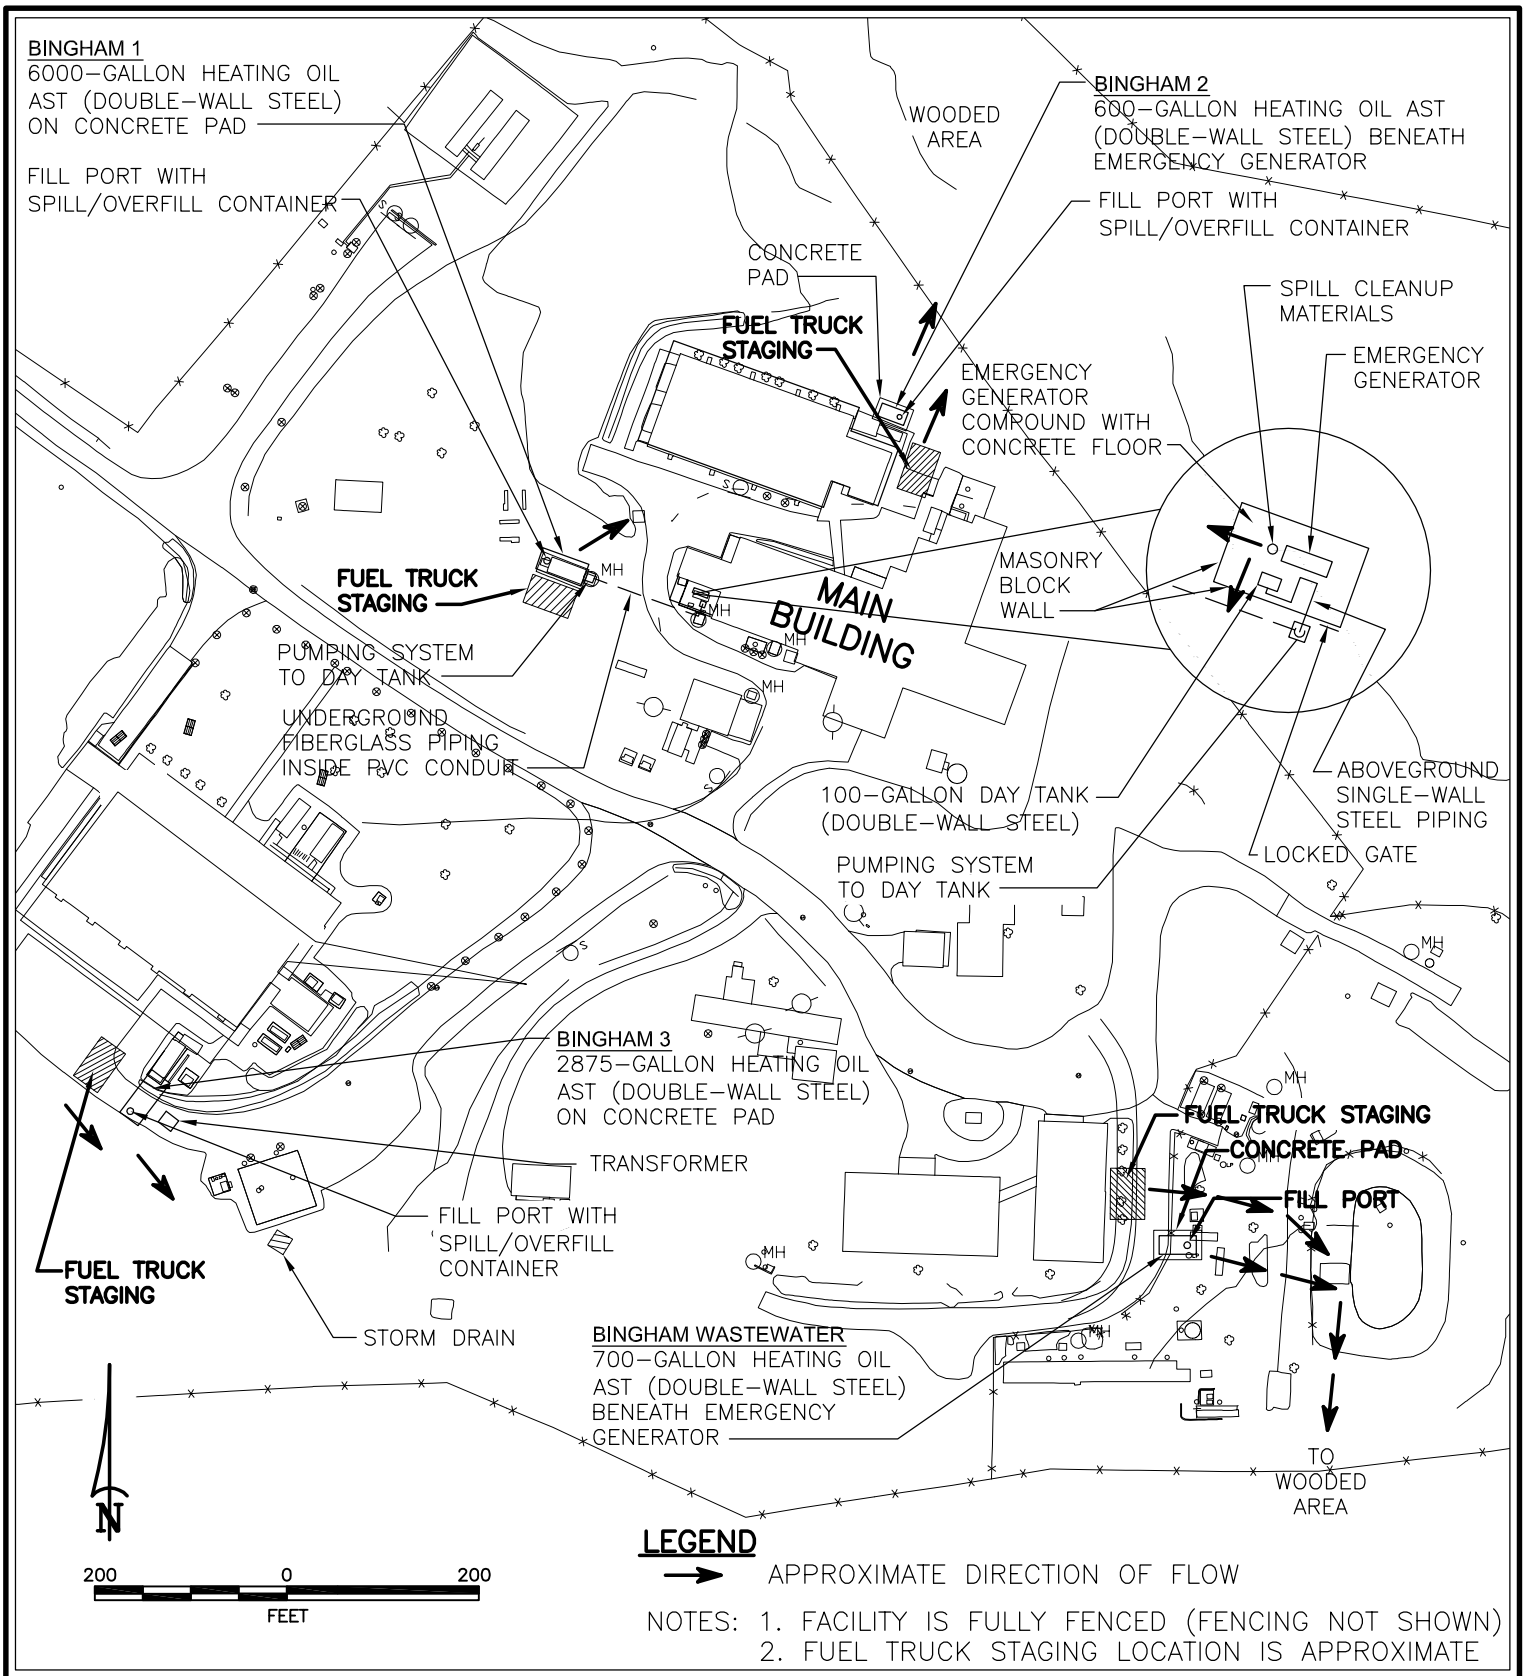 BINGHAM 1
6000-GALLON HEATING OIL
AST (DOUBLE-WALL STEEL)
ON CONCRETE PAD
FILL PORT WITH
SPILL/OVERFILL CONTAINER
WOODED
AREA
BINGHAM 2
600-GALLON HEATING OIL AST
(DOUBLE-WALL STEEL) BENEATH
EMERGENCY GENERATOR
FILL PORT WITH
SPILL/OVERFILL CONTAINER
CONCRETE
PAD
SPILL CLEANUP
MATERIALS
FUEL TRUCK
STAGING
EMERGENCY
GENERATOR
EMERGENCY
GENERATOR
COMPOUND WITH
CONCRETE FLOOR
S
S
MASONRY
BLOCK
WALL
MH
FUEL TRUCK
STAGING
MAIN
BUILDING
MH
MH
MH
PUMPING SYSTEM
TO DAY TANK
UNDERGROUND
FIBERGLASS PIPING
INSIDE PVC CONDUIT
S
ABOVEGROUND
SINGLE-WALL
STEEL PIPING
100-GALLON DAY TANK
(DOUBLE-WALL STEEL)
LOCKED GATE
PUMPING SYSTEM
TO DAY TANK
S
MH
BINGHAM 3
2875-GALLON HEATING OIL
AST (DOUBLE-WALL STEEL)
ON CONCRETE PAD
MH
FUEL TRUCK STAGING
CONCRETE PAD
MH
TRANSFORMER
FILL PORT
FILL PORT WITH
SPILL/OVERFILL
CONTAINER
MH
FUEL TRUCK
STAGING
STORM DRAIN
MH
BINGHAM WASTEWATER
700-GALLON HEATING OIL
AST (DOUBLE-WALL STEEL)
BENEATH EMERGENCY
GENERATOR
TO
WOODED
AREA
N
LEGEND
APPROXIMATE DIRECTION OF FLOW
200 0 200
FEET
NOTES: 1. FACILITY IS FULLY FENCED (FENCING NOT SHOWN)
2. FUEL TRUCK STAGING LOCATION IS APPROXIMATE